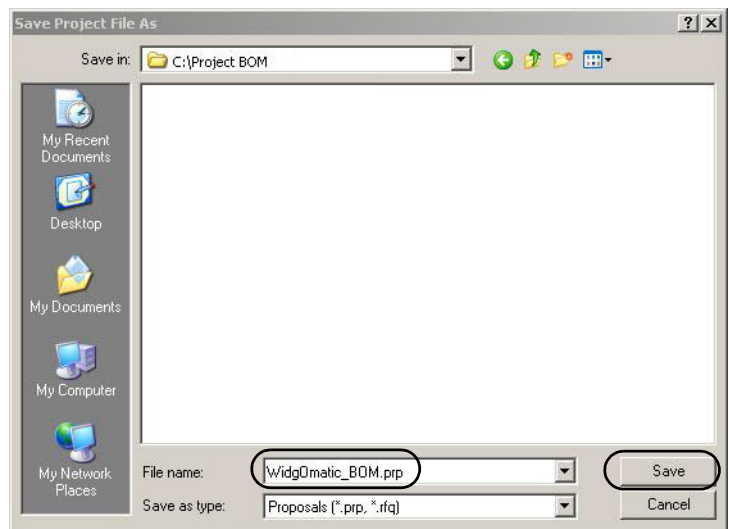 Save Project File As
Save in:
C:\Project BOM
My Recent
Documents
Desktop
My Documents
My Computer
My Network
Places
File name:
WidgOmatic_BOM.prp
Save
Save as type:
Proposals (*.prp, *.rfq)
Cancel